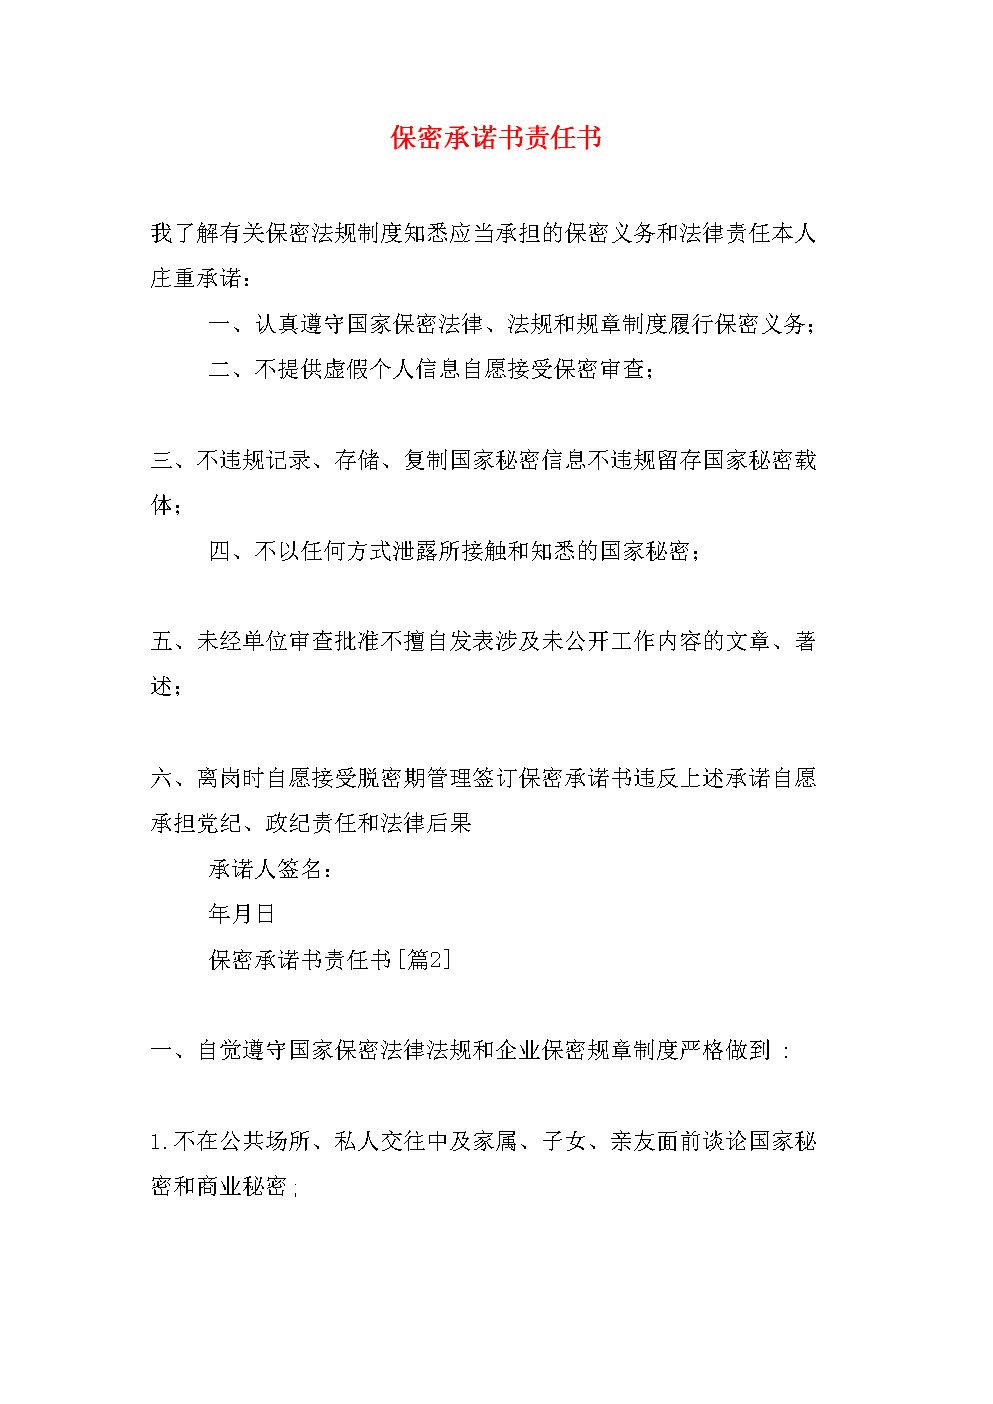 保密承诺书责任书
我了解有关保密法规制度知悉应当承担的保密义务和法律责任本人
庄重承诺：
一、认真遵守国家保密法律、法规和规章制度履行保密义务；
二、不提供虚假个人信息自愿接受保密审查；
三、不违规记录、存储、复制国家秘密信息不违规留存国家秘密载
体；
四、不以任何方式泄露所接触和知悉的国家秘密；
五、未经单位审查批准不擅自发表涉及未公开工作内容的文章、著
述；
六、离岗时自愿接受脱密期管理签订保密承诺书违反上述承诺自愿
承担党纪、政纪责任和法律后果
承诺人签名：
年月日
保密承诺书责任书[篇2]
一、自觉遵守国家保密法律法规和企业保密规章制度严格做到 :
1.不在公共场所、私人交往中及家属、子女、亲友面前谈论国家秘
密和商业秘密;